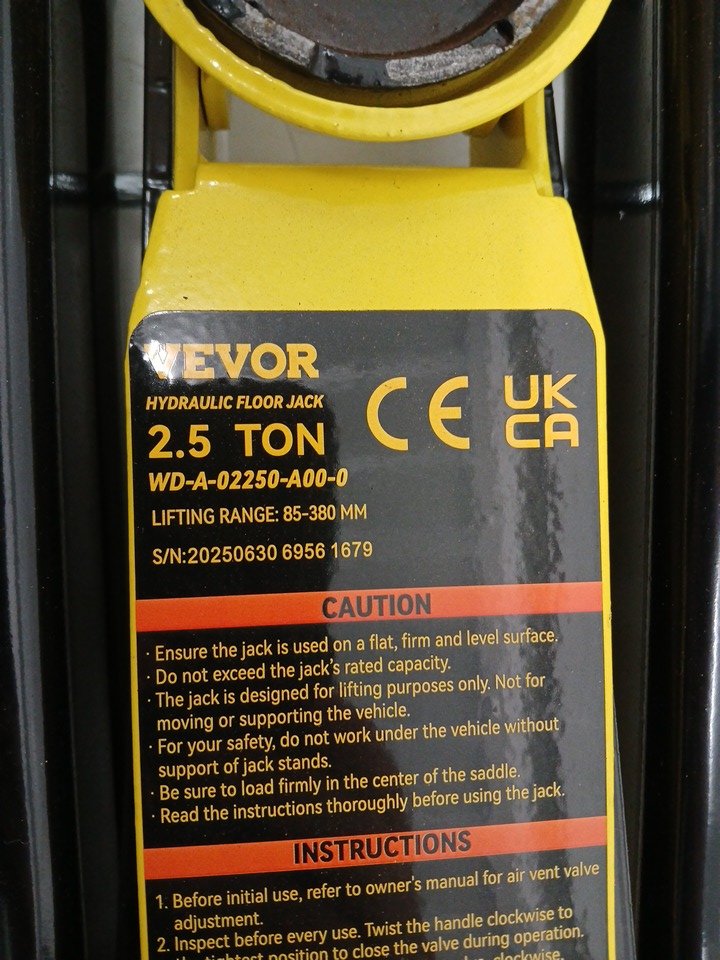 VEVOR
HYDRAULIC FLOOR JACK
2.5 TON
WD-A-02250-A00-0
CE
UK
CA
LIFTING RANGE: 85-380 MM
S/N:20250630 6956 1679
CAUTION
· Ensure the jack is used on a flat, firm and level surface.
· Do not exceed the jack's rated capacity.
· The jack is designed for lifting purposes only. Not for
moving or supporting the vehicle.
· For your safety, do not work under the vehicle without
support of jack stands.
· Be sure to load firmly in the center of the saddle.
· Read the instructions thoroughly before using the jack.
INSTRUCTIONS
1. Before initial use, refer to owner's manual for air vent valve
adjustment.
2. Inspect before every use. Twist the handle clockwise to
the tightest position to close the valve during operation.
clockwise,